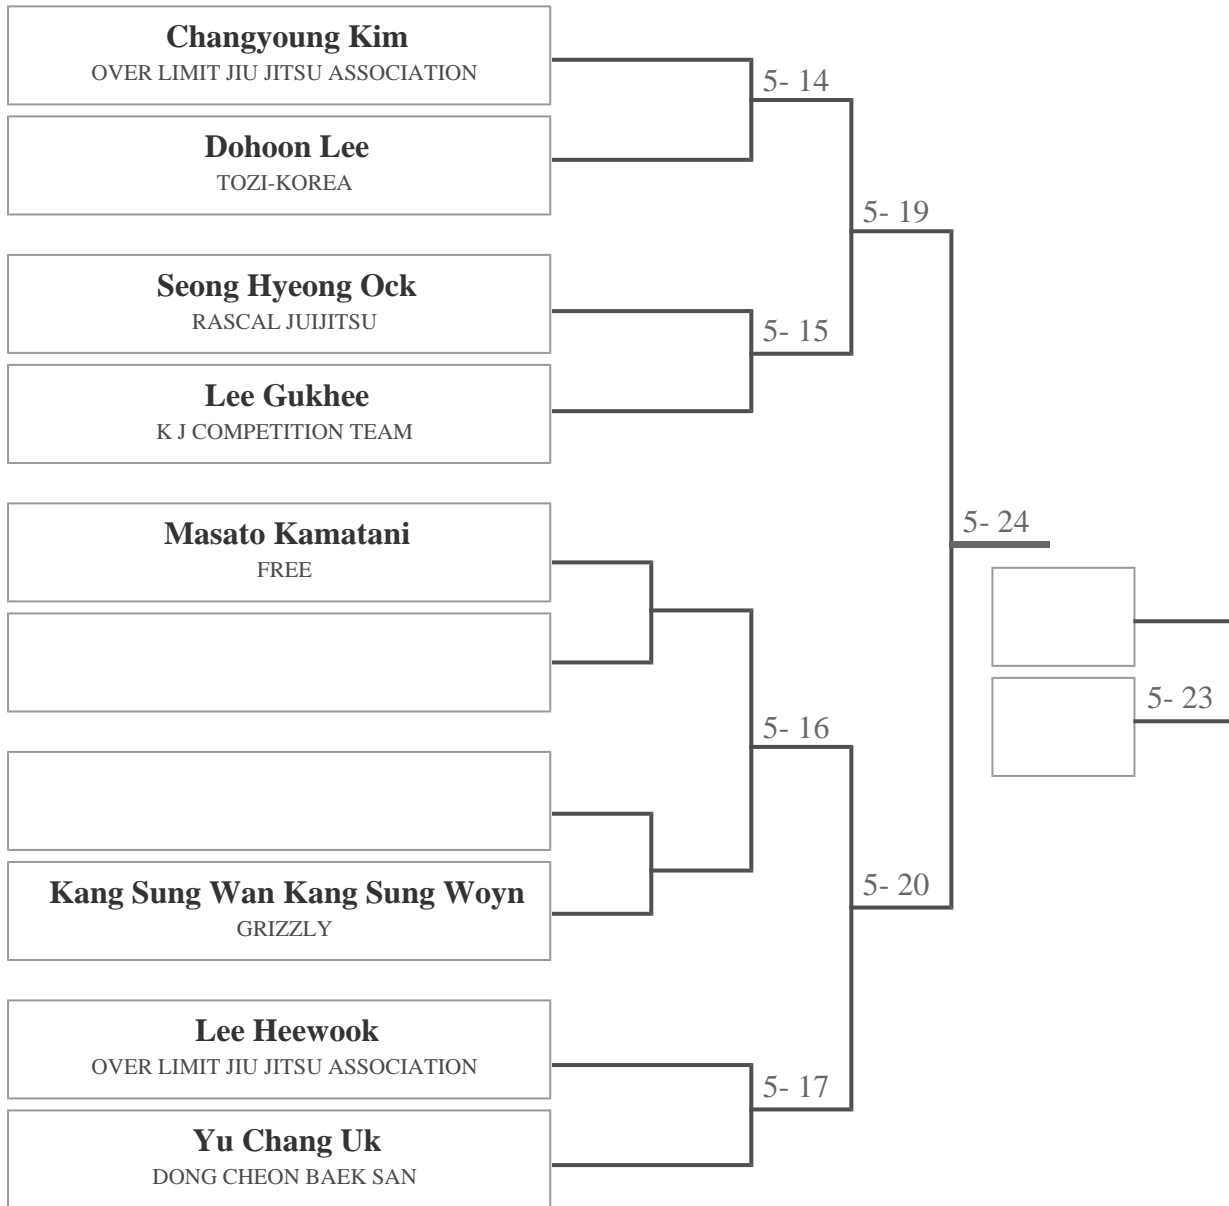 Changyoung Kim
OVER LIMIT JIU JITSU ASSOCIATION
5- 14
Dohoon Lee
TOZI-KOREA
5- 19
Seong Hyeong Ock
RASCAL JUIJITSU
5- 15
Lee Gukhee
K J COMPETITION TEAM
Masato Kamatani
FREE
5- 24
5- 23
5- 16
Kang Sung Wan Kang Sung Woyn
GRIZZLY
5- 20
Lee Heewook
OVER LIMIT JIU JITSU ASSOCIATION
5- 17
Yu Chang Uk
DONG CHEON BAEK SAN